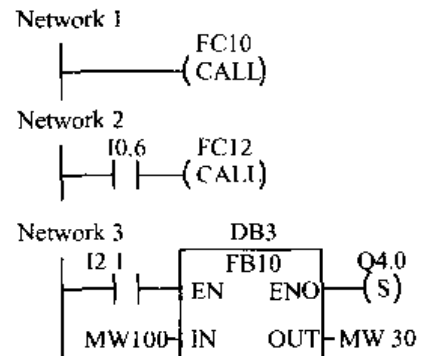 Network 1
FC10
(CALL)
Network 2
I0.6 FC12
(CALL)
Network 3
DB3
I2.1 FB10 Q4.0
EN ENO (S)
MW100 IN OUT MW 30